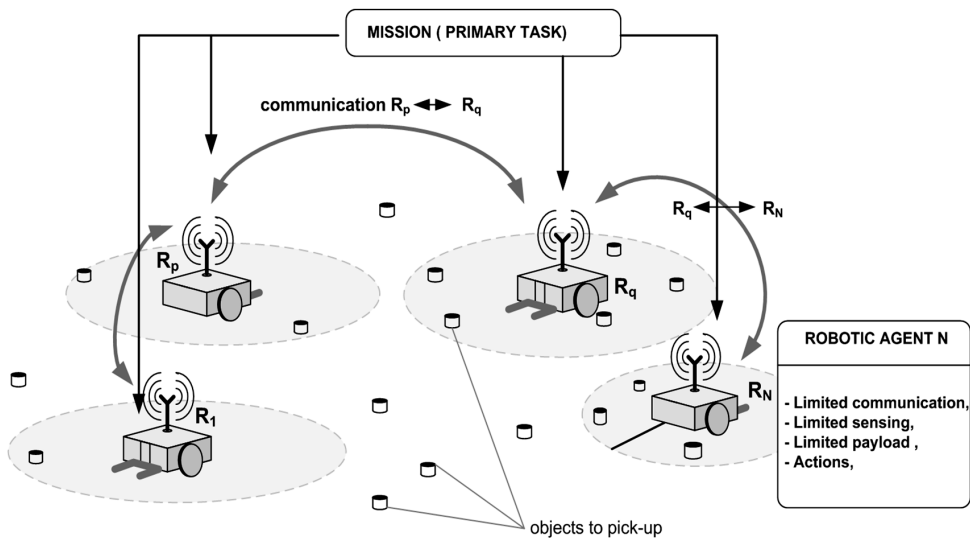 MISSION ( PRIMARY TASK)
communication Rp Rq
Rq RN
Rp
Rq
ROBOTIC AGENT N
RN
R1
- Limited communication,
- Limited sensing,
- Limited payload ,
- Actions,
objects to pick-up